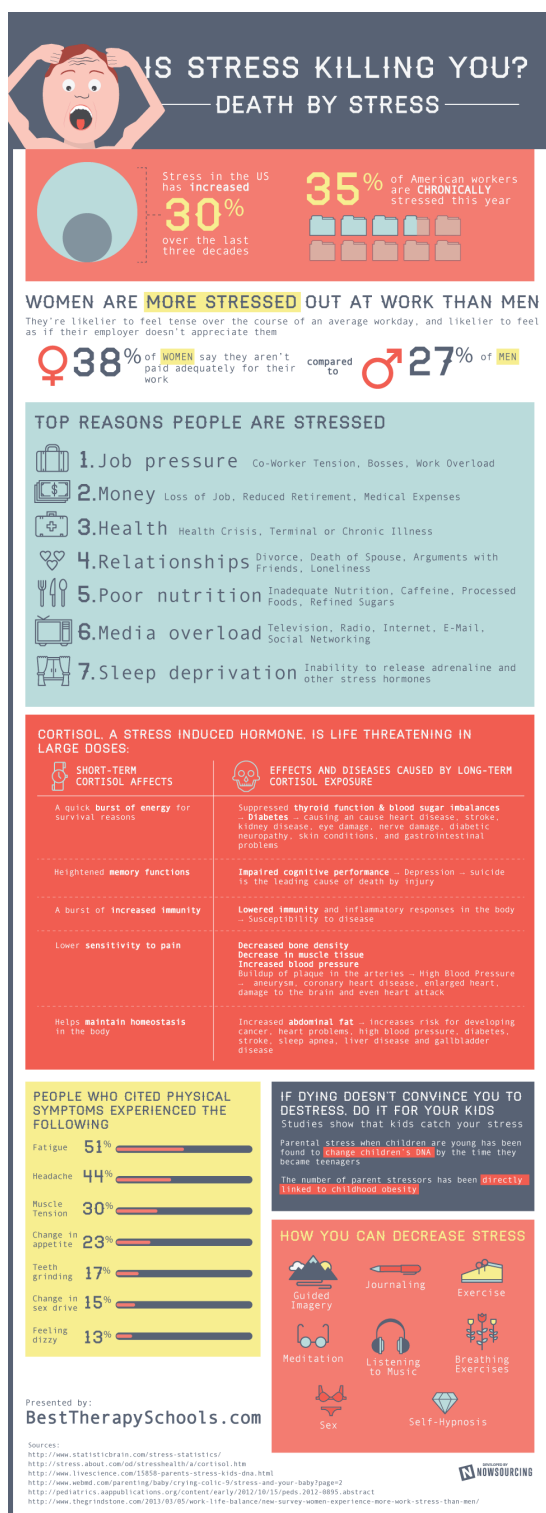 IS STRESS KILLING YOU?
DEATH BY STRESS
Stress in the US
has increased
30%
over the last
three decades
35% of American workers
are CHRONICALLY
stressed this year
WOMEN ARE MORE STRESSED OUT AT WORK THAN MEN
They're likelier to feel tense over the course of an average workday, and likelier to feel
as if their employer doesn't appreciate them
38% of WOMEN say they aren't
paid adequately for their
work
compared
to
27% of MEN
TOP REASONS PEOPLE ARE STRESSED
1. Job pressure Co-Worker Tension, Bosses, Work Overload
2. Money Loss of Job, Reduced Retirement, Medical Expenses
3. Health Health Crisis, Terminal or Chronic Illness
4. Relationships Divorce, Death of Spouse, Arguments with
Friends, Loneliness
5. Poor nutrition Inadequate Nutrition, Caffeine, Processed
Foods, Refined Sugars
6. Media overload Television, Radio, Internet, E-Mail,
Social Networking
7. Sleep deprivation Inability to release adrenaline and
other stress hormones
CORTISOL, A STRESS INDUCED HORMONE, IS LIFE THREATENING IN
LARGE DOSES:
SHORT-TERM
CORTISOL AFFECTS
EFFECTS AND DISEASES CAUSED BY LONG-TERM
CORTISOL EXPOSURE
A quick burst of energy for
survival reasons
Suppressed thyroid function & blood sugar imbalances
→ Diabetes → causing an cause heart disease, stroke,
kidney disease, eye damage, nerve damage, diabetic
neuropathy, skin conditions, and gastrointestinal
problems
Heightened memory functions
Impaired cognitive performance → Depression → suicide
is the leading cause of death by injury
A burst of increased immunity
Lowered immunity and inflammatory responses in the body
→ Susceptibility to disease
Lower sensitivity to pain
Decreased bone density
Decrease in muscle tissue
Increased blood pressure
Buildup of plaque in the arteries → High Blood Pressure
→ aneurysm, coronary heart disease, enlarged heart,
damage to the brain and even heart attack
Helps maintain homeostasis
in the body
Increased abdominal fat → increases risk for developing
cancer, heart problems, high blood pressure, diabetes,
stroke, sleep apnea, liver disease and gallbladder
disease
PEOPLE WHO CITED PHYSICAL
SYMPTOMS EXPERIENCED THE
FOLLOWING
Fatigue 51%
Headache 44%
Muscle
Tension 30%
Change in
appetite 23%
Teeth
grinding 17%
Change in
sex drive 15%
Feeling
dizzy 13%
IF DYING DOESN'T CONVINCE YOU TO
DESTRESS, DO IT FOR YOUR KIDS
Studies show that kids catch your stress
Parental stress when children are young has been
found to change children's DNA by the time they
became teenagers
The number of parent stressors has been directly
linked to childhood obesity
HOW YOU CAN DECREASE STRESS
Guided
Imagery
Journaling
Exercise
Meditation
Listening
to Music
Breathing
Exercises
Sex
Self-Hypnosis
Presented by:
BestTherapySchools.com
Sources:
http://www.statisticbrain.com/stress-statistics/
http://stress.about.com/od/stresshealth/a/cortisol.htm
http://www.livescience.com/15858-parents-stress-kids-dna.html
http://www.webmd.com/parenting/baby/crying-colic-9/stress-and-your-baby?page=2
http://pediatrics.aappublications.org/content/early/2012/10/15/peds.2012-0895.abstract
http://www.thegrindstone.com/2013/03/05/work-life-balance/new-survey-women-experience-more-work-stress-than-men/
DEVELOPED BY
NOWSOURCING